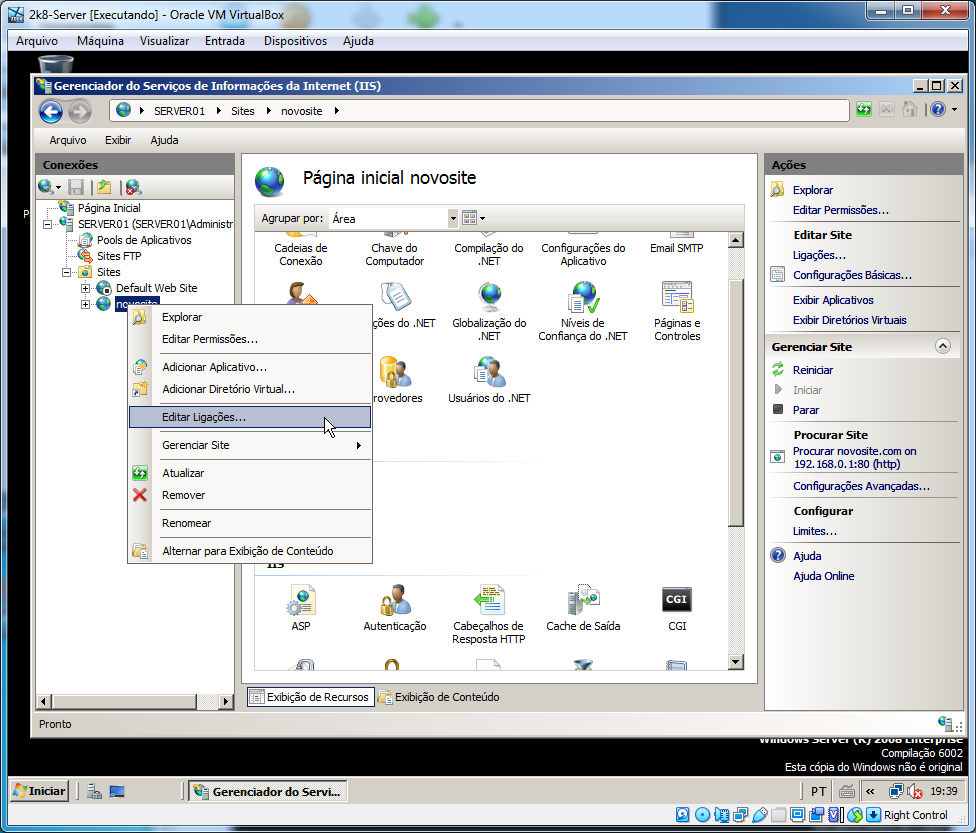 2k8-Server [Executando] - Oracle VM VirtualBox
Arquivo Máquina Visualizar Entrada Dispositivos Ajuda
Gerenciador do Serviços de Informações da Internet (IIS)
SERVER01 Sites novosite
Arquivo Exibir Ajuda
Conexões
Página Inicial
SERVER01 (SERVER01\Administr
Pools de Aplicativos
Sites FTP
Sites
Default Web Site
novosite
Explorar
Editar Permissões...
Adicionar Aplicativo...
Adicionar Diretório Virtual...
Editar Ligações...
Gerenciar Site
Atualizar
Remover
Renomear
Alternar para Exibição de Conteúdo
Página inicial novosite
Agrupar por: Área
Cadeias de
Conexão
Chave do
Computador
Compilação do
.NET
Configurações do
Aplicativo
Email SMTP
ções do .NET
Globalização do
.NET
Níveis de
Confiança do .NET
Páginas e
Controles
rovedores
Usuários do .NET
IIS
ASP
Autenticação
Cabeçalhos de
Resposta HTTP
Cache de Saída
CGI
CGI
Exibição de Recursos
Exibição de Conteúdo
Ações
Explorar
Editar Permissões...
Editar Site
Ligações...
Configurações Básicas...
Exibir Aplicativos
Exibir Diretórios Virtuais
Gerenciar Site
Reiniciar
Iniciar
Parar
Procurar Site
Procurar novosite.com on
192.168.0.1:80 (http)
Configurações Avançadas...
Configurar
Limites...
Ajuda
Ajuda Online
Pronto
P
Windows Server (R) 2008 Enterprise
Compilação 6002
Esta cópia do Windows não é original
Iniciar
Gerenciador do Servi...
PT
19:39
Right Control